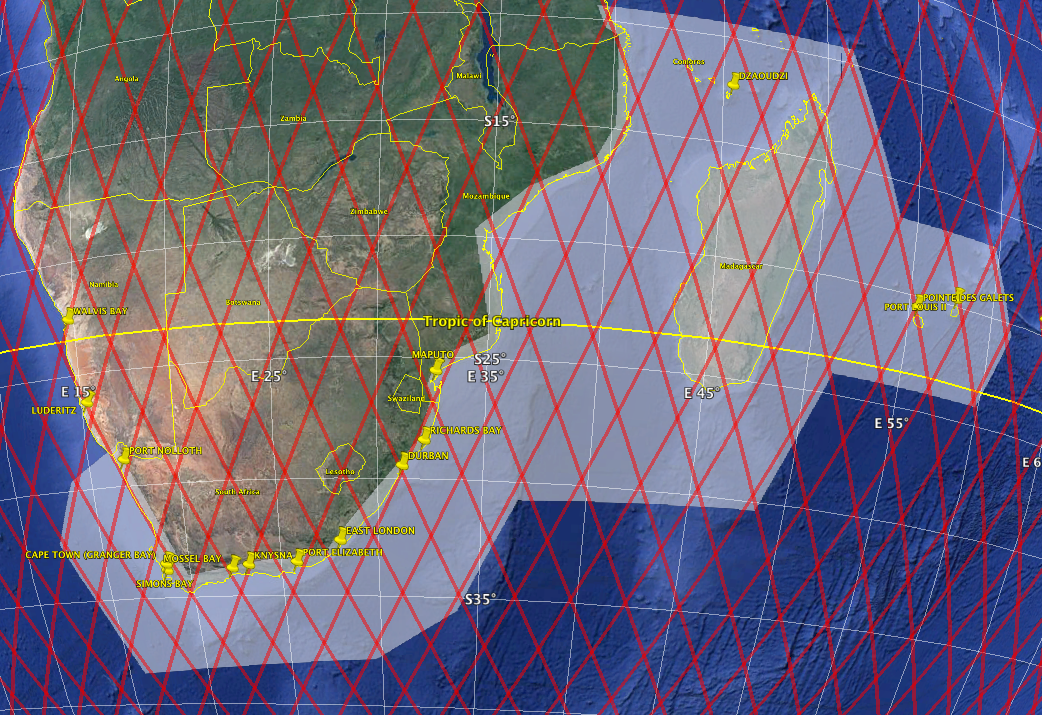 Comoros
Malawi
DZAOUDZI
Angola
Zambia
S15°
Mozambique
Zimbabwe
Madagascar
Namibia
Botswana
POINTE DES GALETS
PORT LOUIS II
WALVIS BAY
Tropic of Capricorn
MAPUTO
S25°
E 25°
E 35°
E 15°
E 45°
Swaziland
LUDERITZ
E 55°
RICHARDS BAY
PORT NOLLOTH
DURBAN
E 6
Lesotho
South Africa
EAST LONDON
CAPE TOWN (GRANGER BAY)
MOSSEL BAY
KNYSNA
PORT ELIZABETH
SIMONS BAY
S35°